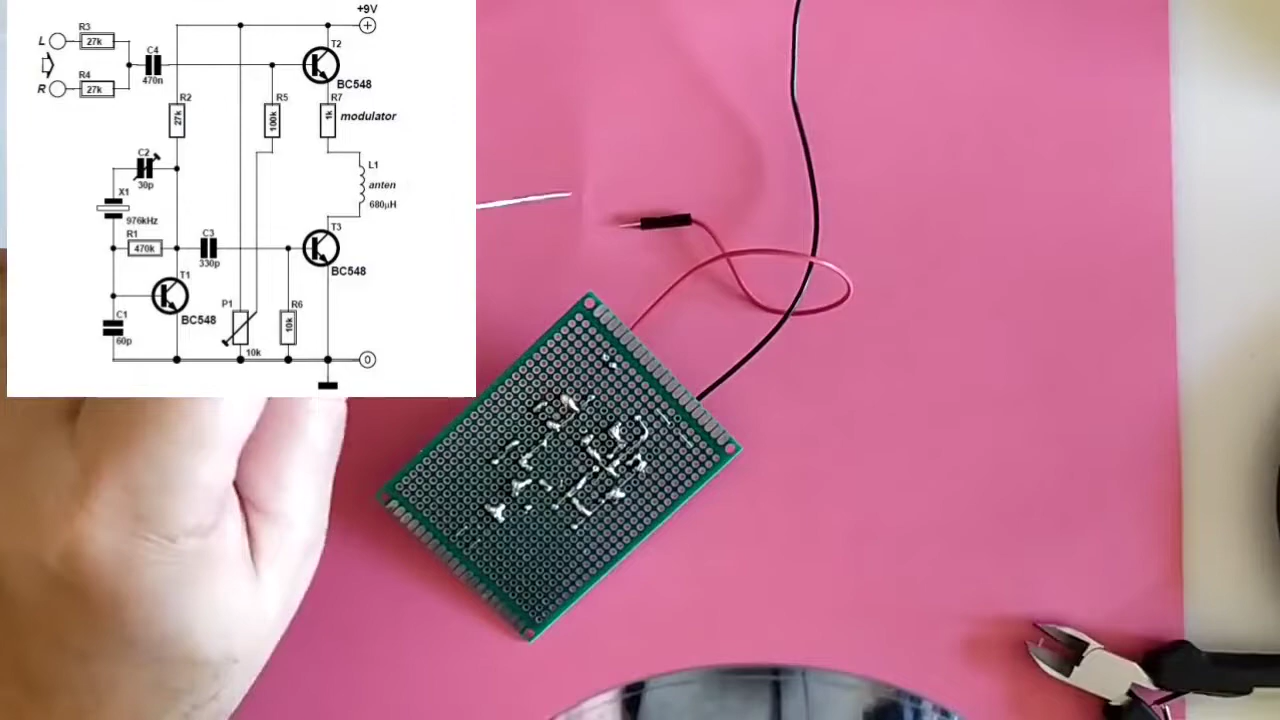 +9V
R3
L
27k
C4
T2
R4
R
27k
470n
BC548
R2
R5
R7
27k
100k
1k
modulator
C2
30p
L1
X1
anten
680µH
976kHz
R1
C3
T3
470k
330p
BC548
T1
P1
R6
C1
BC548
10k
60p
10k
0